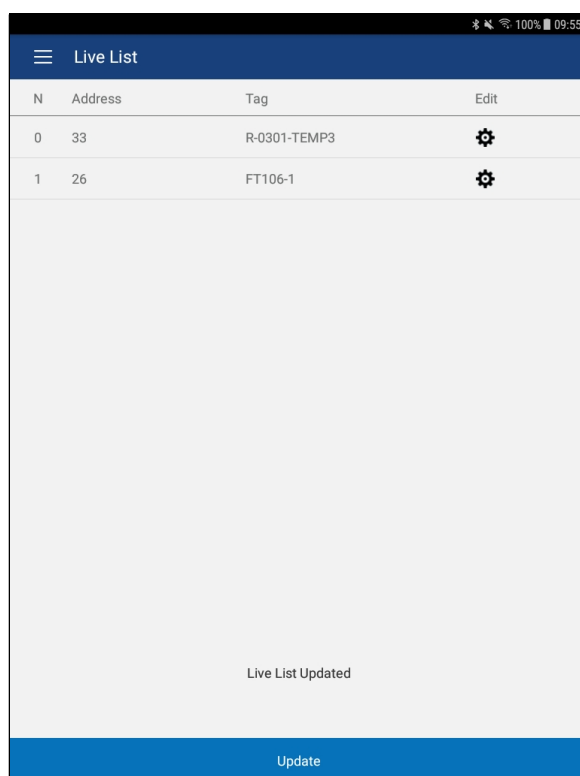 100% 09:55
Live List
N Address Tag Edit
0 33 R-0301-TEMP3
1 26 FT106-1
Live List Updated
Update